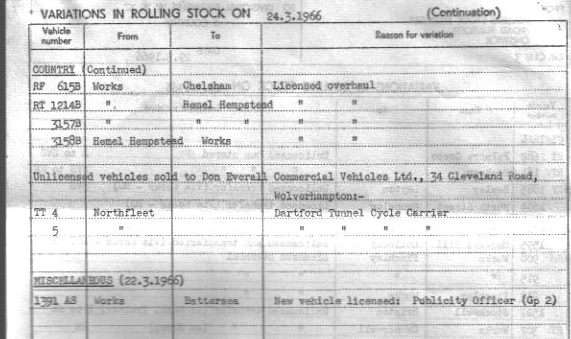 VARIATIONS IN ROLLING STOCK ON 24.3.1966 (Continuation)
Vehicle number From To Reason for variation
COUNTRY (Continued)
RF 615B Works Chelsham Licensed overhaul
RT 1214B " Hemel Hempstead " "
3157B " " " " "
3158B Hemel Hempstead Works " "
Unlicensed vehicles sold to Don Everall Commercial Vehicles Ltd., 34 Cleveland Road,
Wolverhampton:-
TT 4 Northfleet Dartford Tunnel Cycle Carrier
5 " " " " "
MISCELLANEOUS (22.3.1966)
1391 AS Works Battersea New vehicle licensed: Publicity Officer (Gp 2)